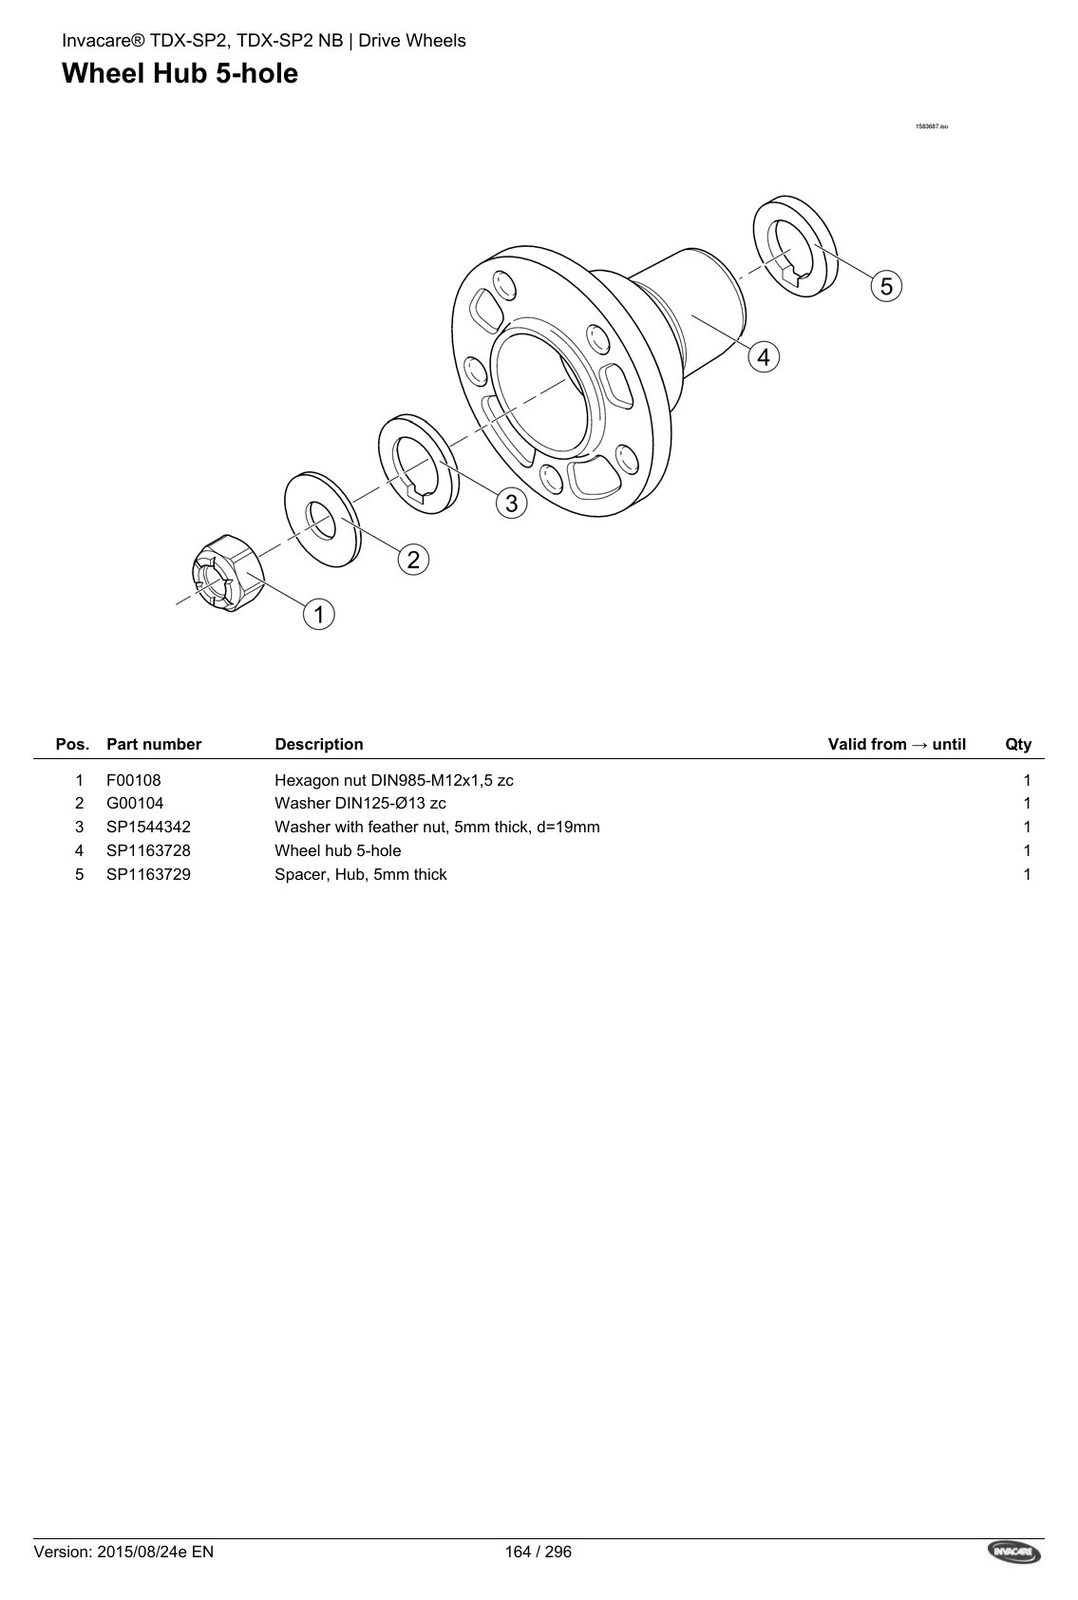 Invacare® TDX-SP2, TDX-SP2 NB | Drive Wheels
Wheel Hub 5-hole
1583687.iso
5
4
3
2
1
Pos. Part number Description Valid from → until Qty
1 F00108 Hexagon nut DIN985-M12x1,5 zc 1
2 G00104 Washer DIN125-Ø13 zc 1
3 SP1544342 Washer with feather nut, 5mm thick, d=19mm 1
4 SP1163728 Wheel hub 5-hole 1
5 SP1163729 Spacer, Hub, 5mm thick 1
Version: 2015/08/24e EN 164 / 296 INVACARE